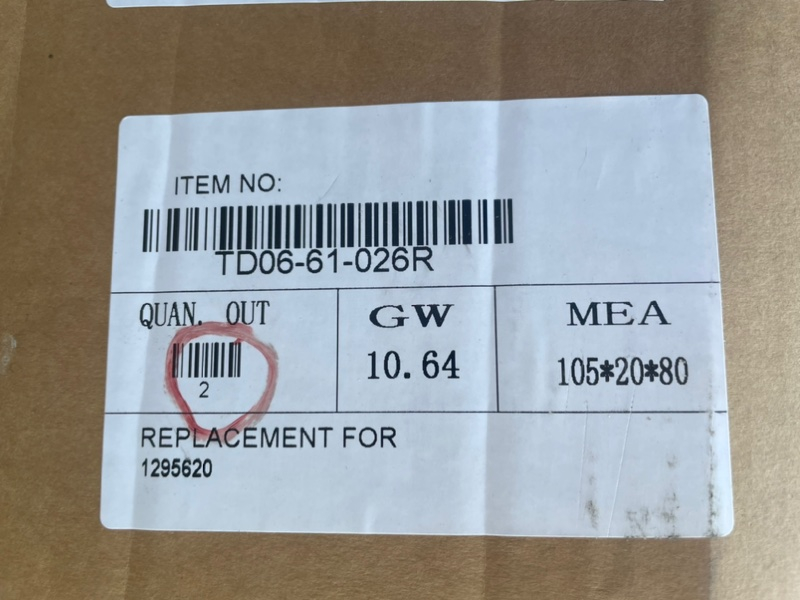 ITEM NO:
TD06-61-026R
QUAN. OUT
GW
MEA
2
10.64
105*20*80
REPLACEMENT FOR
1295620